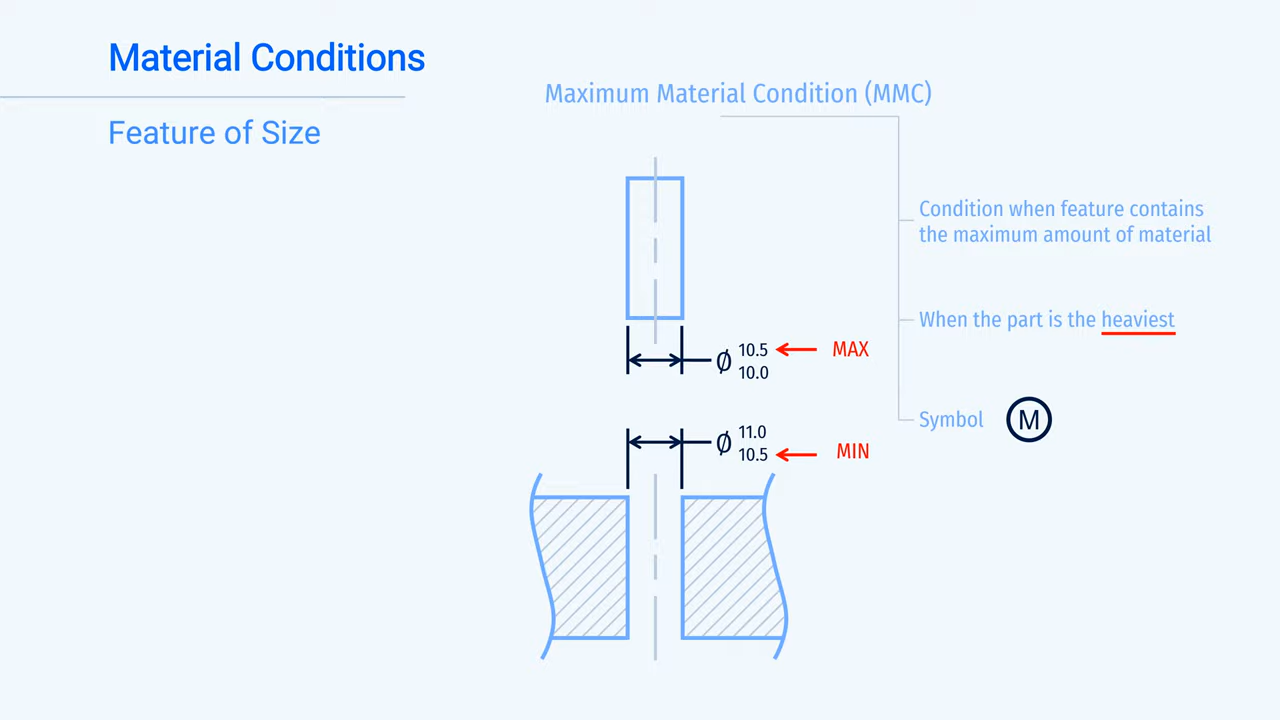 Material Conditions
Feature of Size
Maximum Material Condition (MMC)
Condition when feature contains
the maximum amount of material
When the part is the heaviest
Symbol Ⓜ
Ø 10.5 MAX
10.0
Ø 11.0
10.5 MIN